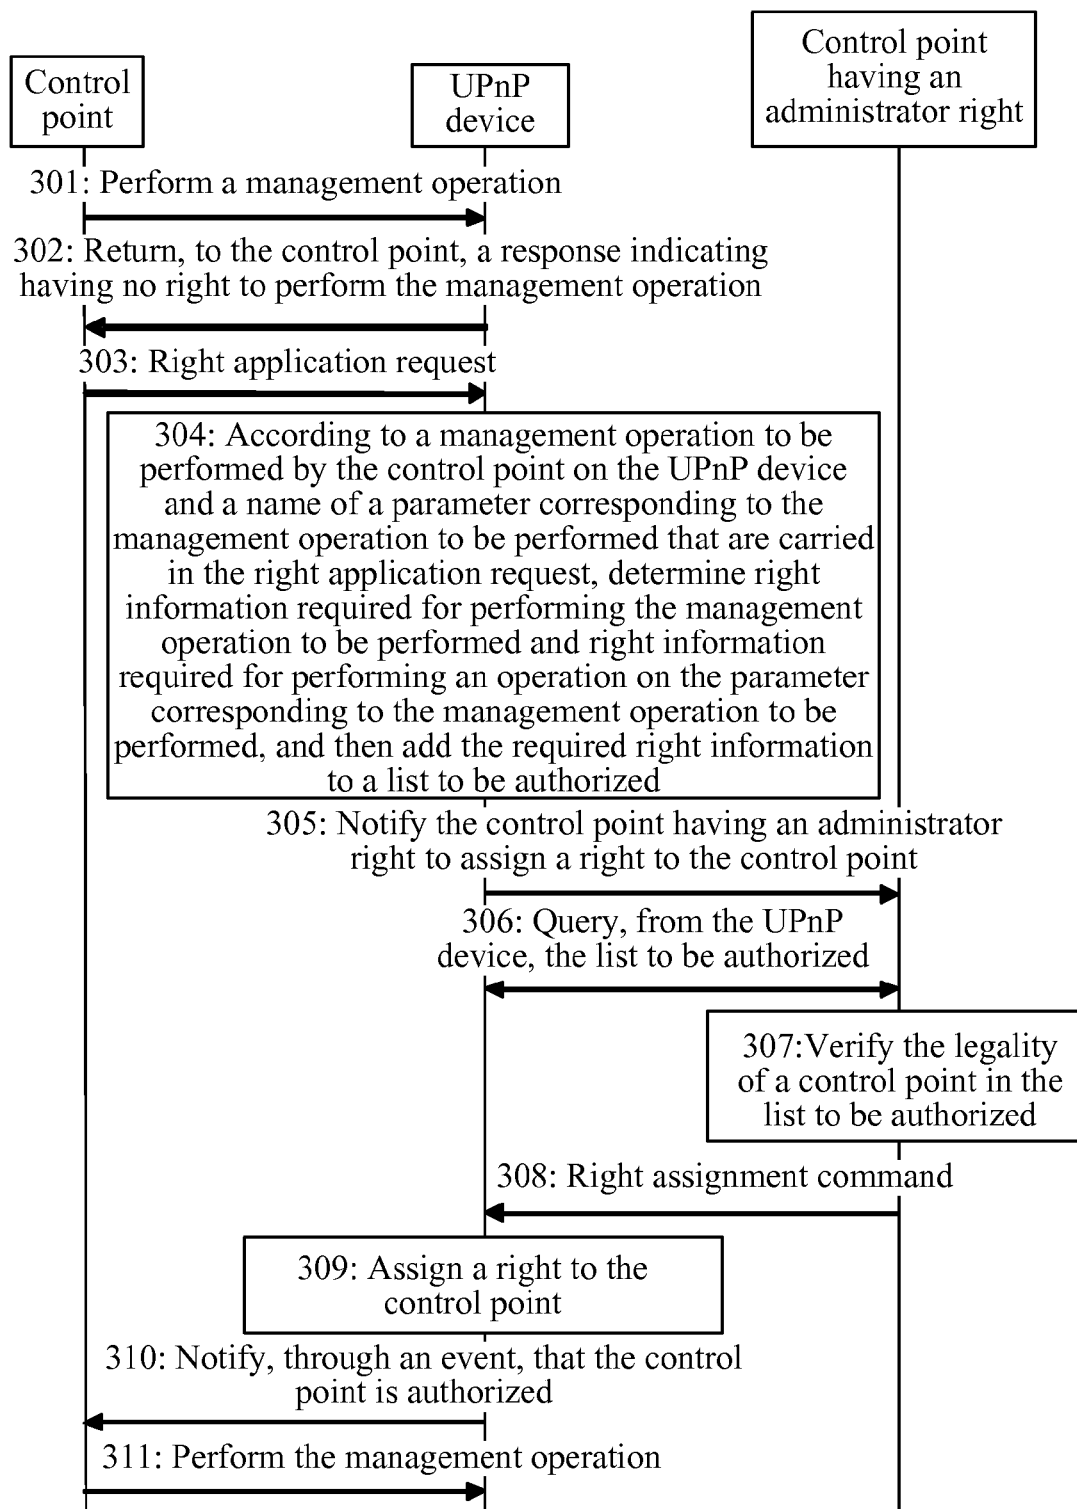 Control
point
UPnP
device
Control point
having an
administrator right
301: Perform a management operation
302: Return, to the control point, a response indicating
having no right to perform the management operation
303: Right application request
304: According to a management operation to be
performed by the control point on the UPnP device
and a name of a parameter corresponding to the
management operation to be performed that are carried
in the right application request, determine right
information required for performing the management
operation to be performed and right information
required for performing an operation on the parameter
corresponding to the management operation to be
performed, and then add the required right information
to a list to be authorized
305: Notify the control point having an administrator
right to assign a right to the control point
306: Query, from the UPnP
device, the list to be authorized
307:Verify the legality
of a control point in the
list to be authorized
308: Right assignment command
309: Assign a right to the
control point
310: Notify, through an event, that the control
point is authorized
311: Perform the management operation